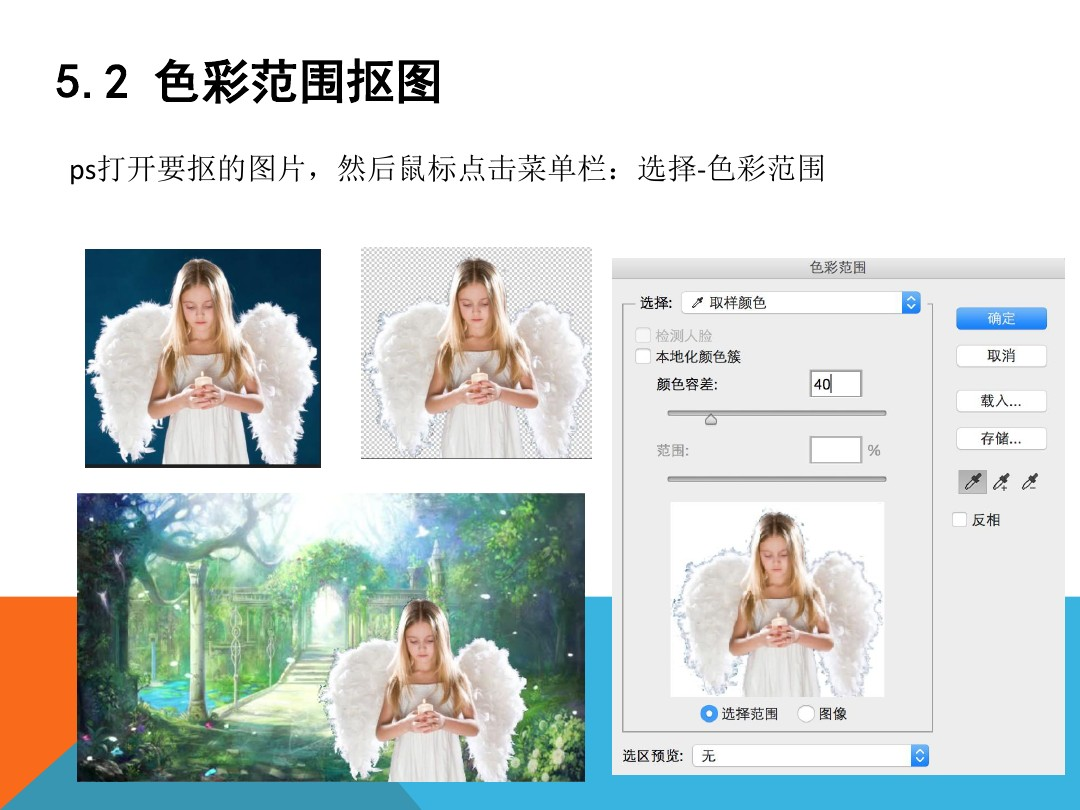 5.2 色彩范围抠图
ps打开要抠的图片，然后鼠标点击菜单栏：选择-色彩范围
色彩范围
选择: 取样颜色
检测人脸
本地化颜色簇
颜色容差: 40
范围: %
选择范围 图像
选区预览: 无
确定
取消
载入...
存储...
反相